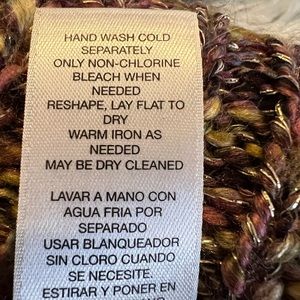 HAND WASH COLD
SEPARATELY
ONLY NON-CHLORINE
BLEACH WHEN
NEEDED
RESHAPE, LAY FLAT TO
DRY
WARM IRON AS
NEEDED
MAY BE DRY CLEANED
LAVAR A MANO CON
AGUA FRIA POR
SEPARADO
USAR BLANQUEADOR
SIN CLORO CUANDO
SE NECESITE.
ESTIRAR Y PONER EN